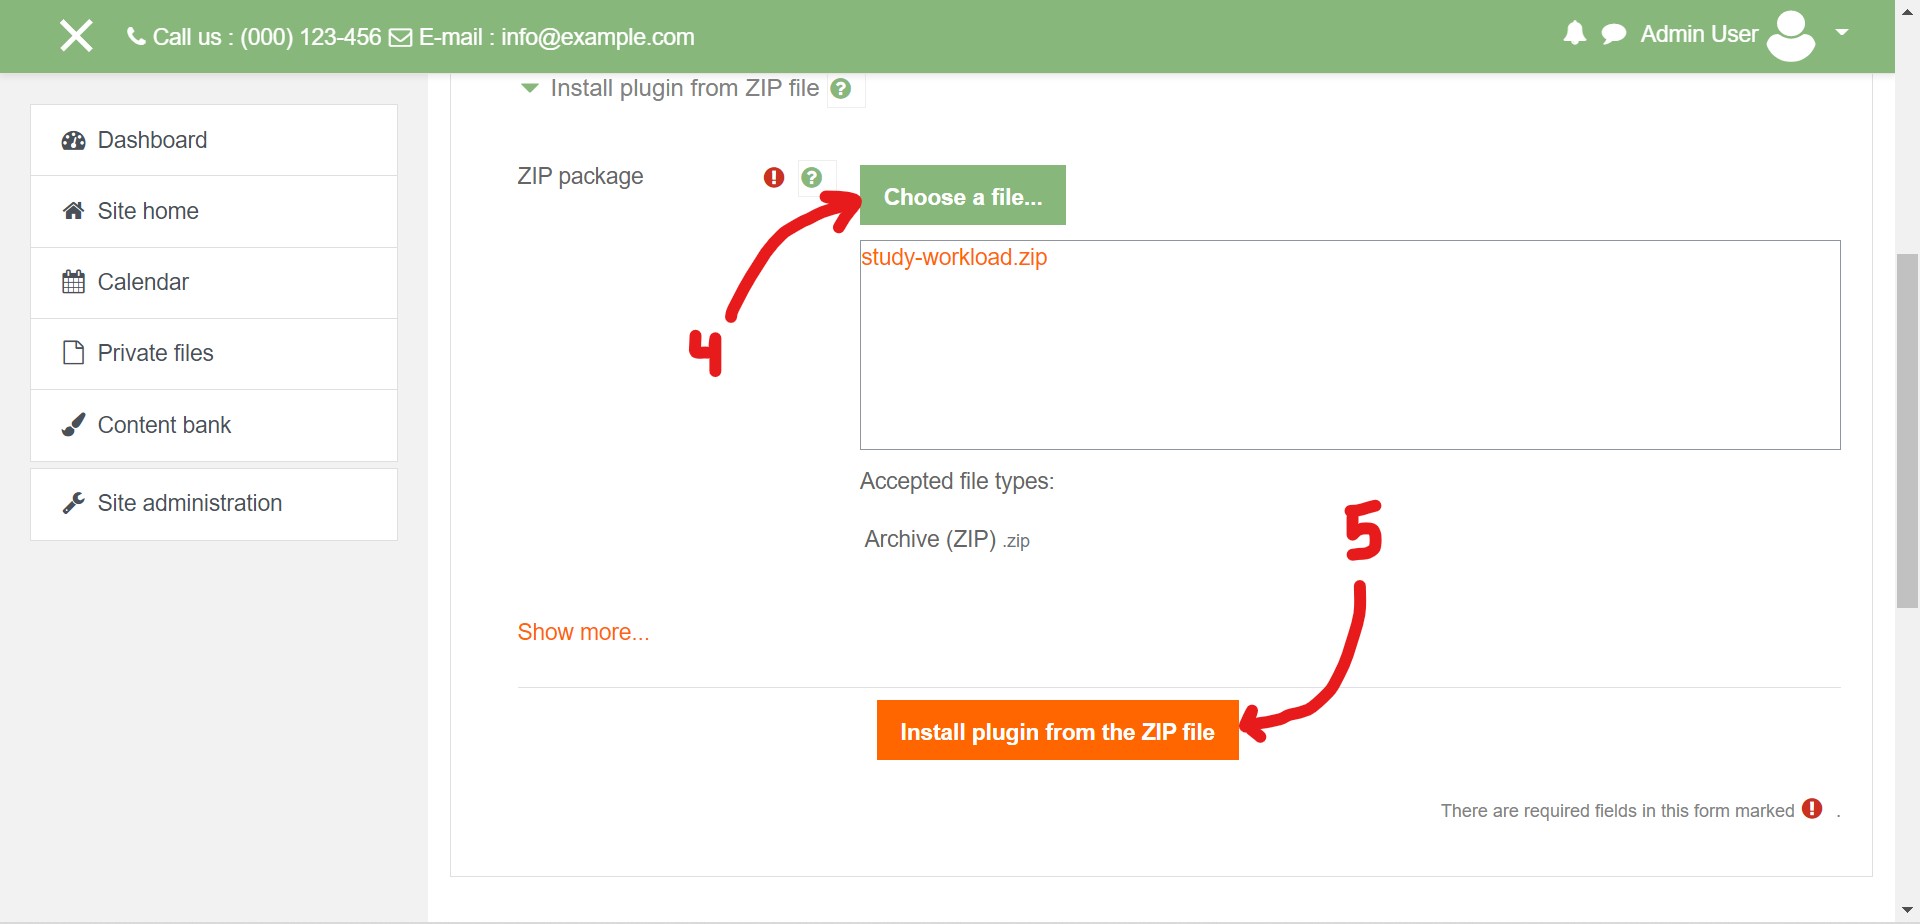 Call us : (000) 123-456 E-mail : info@example.com
Admin User
Dashboard
Site home
Calendar
Private files
Content bank
Site administration
Install plugin from ZIP file ?
ZIP package ! ?
Choose a file...
study-workload.zip
4
Accepted file types:
Archive (ZIP) .zip
5
Show more...
Install plugin from the ZIP file
There are required fields in this form marked ! .